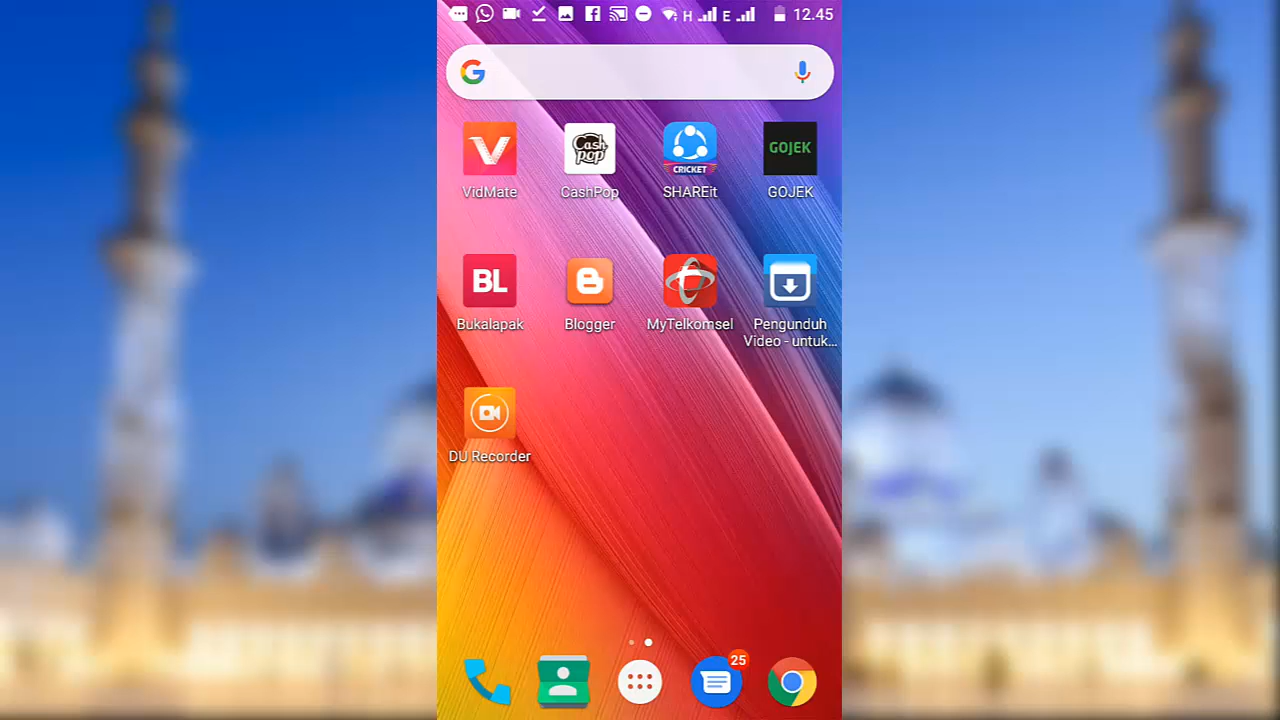 H E 12.45
VidMate
Cash pop
CashPop
CRICKET
SHAREit
GOJEK
GOJEK
BL
Bukalapak
Blogger
MyTelkomsel
Pengunduh
Video - untuk...
DU Recorder
25